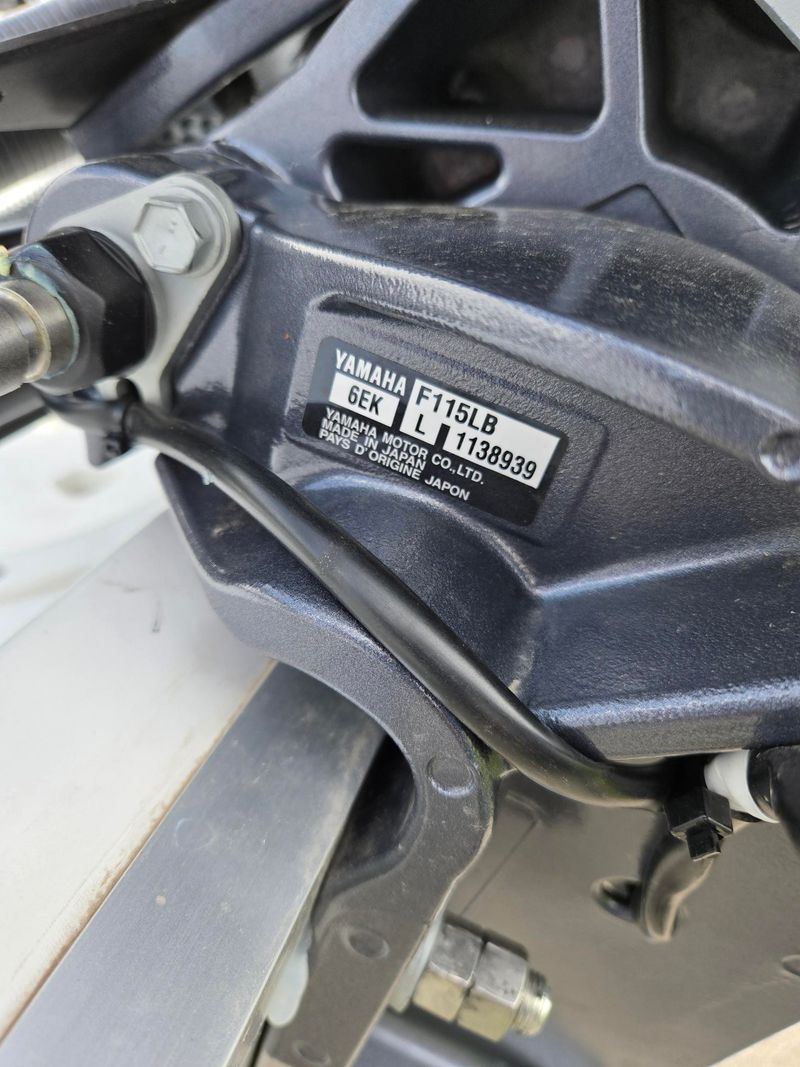 YAMAHA F115LB
6EK L 1138939
YAMAHA MOTOR CO.,LTD.
MADE IN JAPAN
PAYS D'ORIGINE JAPON